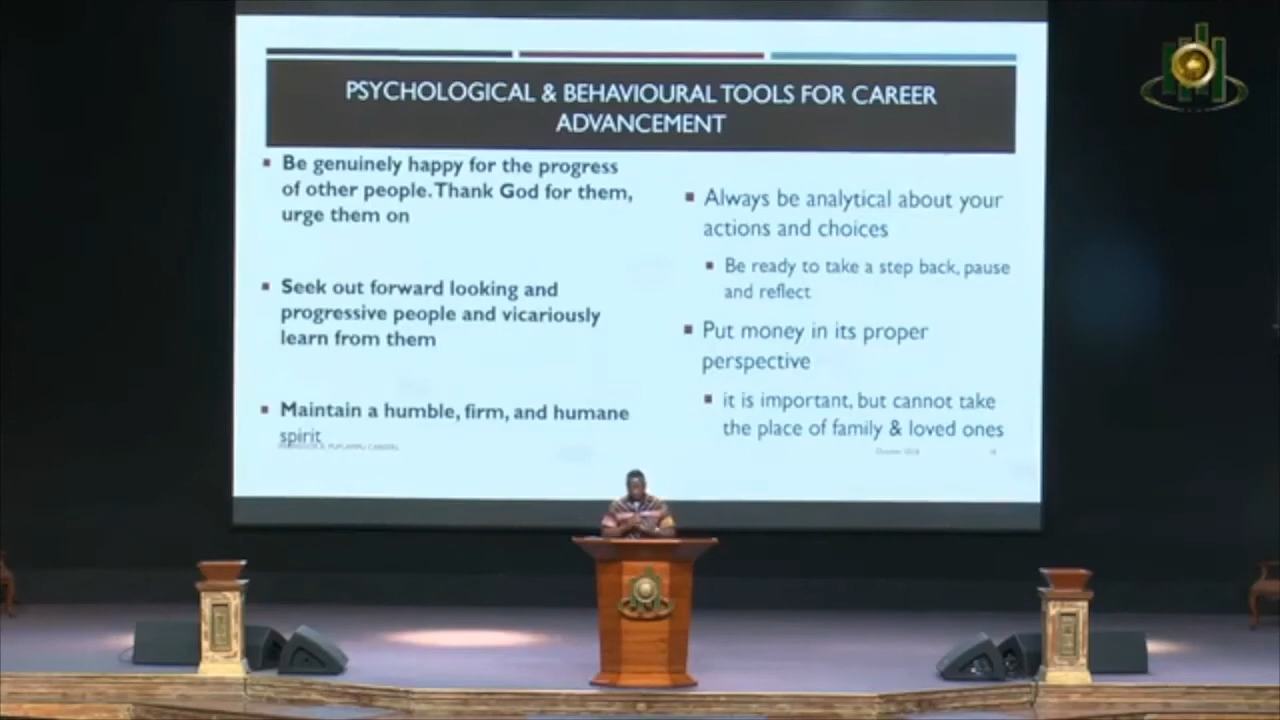 PSYCHOLOGICAL & BEHAVIOURAL TOOLS FOR CAREER
ADVANCEMENT
Be genuinely happy for the progress
of other people. Thank God for them,
urge them on
Seek out forward looking and
progressive people and vicariously
learn from them
Maintain a humble, firm, and humane
spirit
Always be analytical about your
actions and choices
Be ready to take a step back, pause
and reflect
Put money in its proper
perspective
it is important, but cannot take
the place of family & loved ones
October